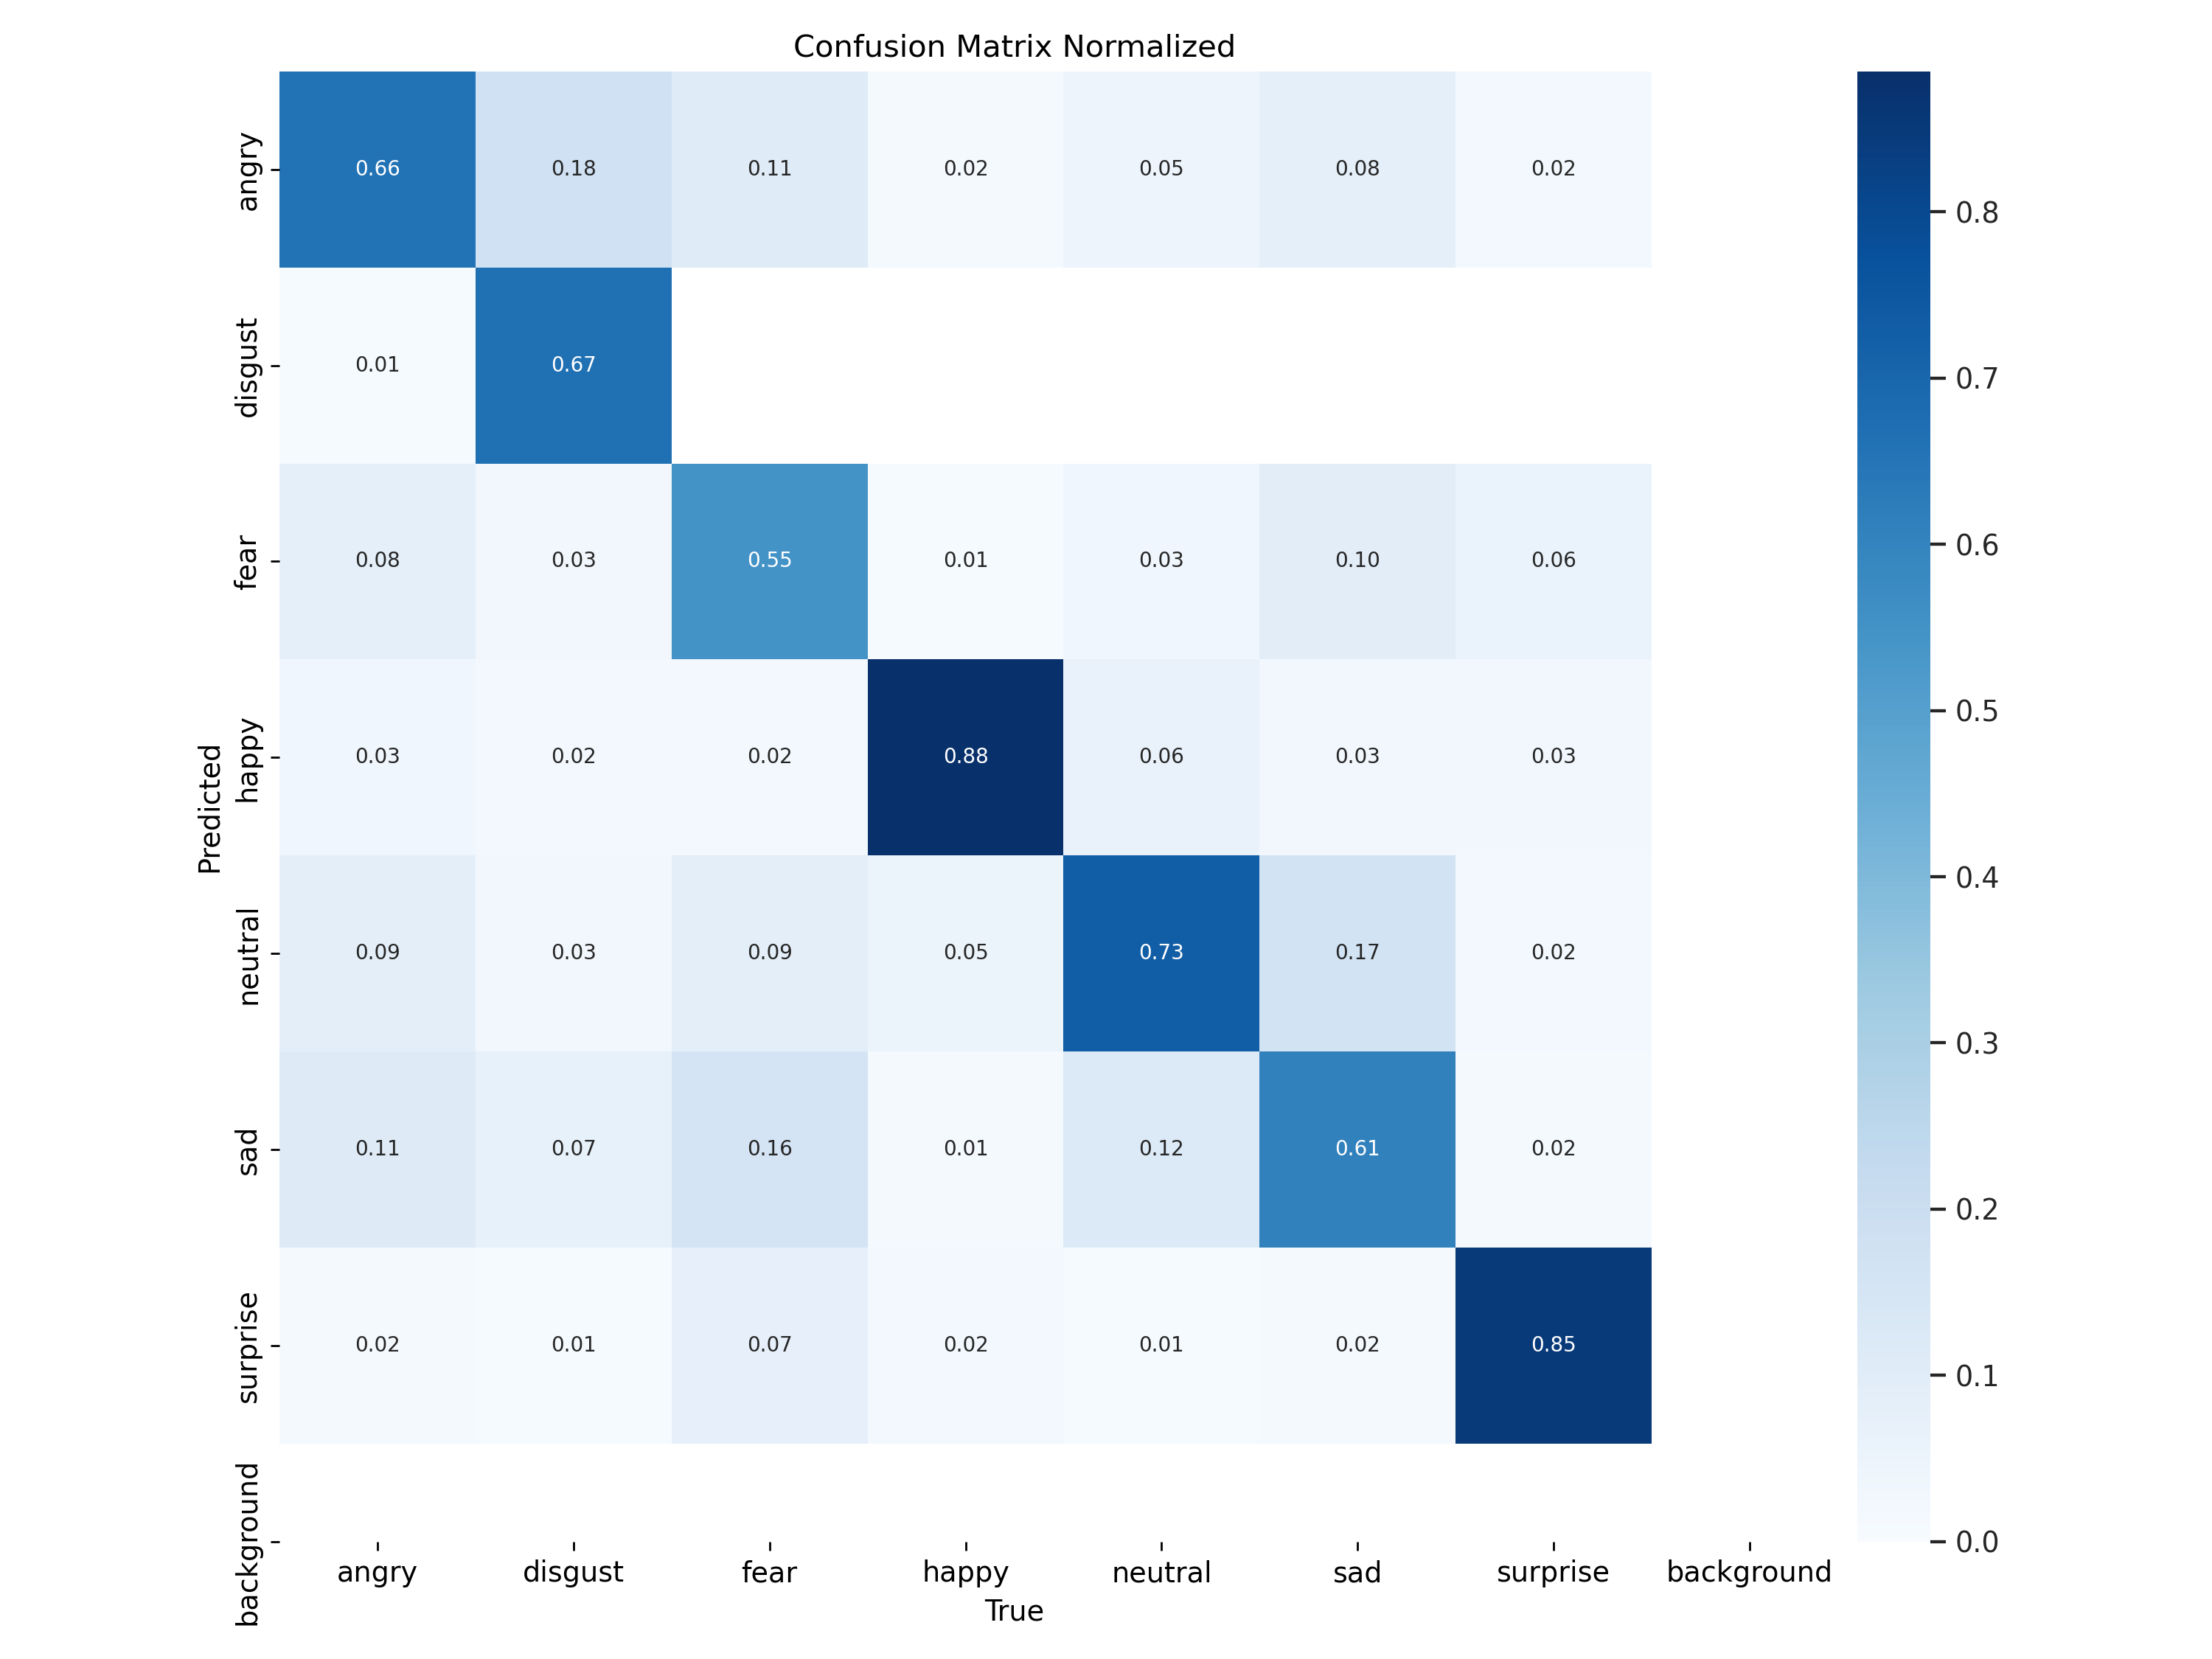 Confusion Matrix Normalized
angry 0.66 0.18 0.11 0.02 0.05 0.08 0.02
disgust 0.01 0.67
fear 0.08 0.03 0.55 0.01 0.03 0.10 0.06
happy 0.03 0.02 0.02 0.88 0.06 0.03 0.03
neutral 0.09 0.03 0.09 0.05 0.73 0.17 0.02
sad 0.11 0.07 0.16 0.01 0.12 0.61 0.02
surprise 0.02 0.01 0.07 0.02 0.01 0.02 0.85
background
Predicted
angry disgust fear happy neutral sad surprise background
True
0.8
0.7
0.6
0.5
0.4
0.3
0.2
0.1
0.0